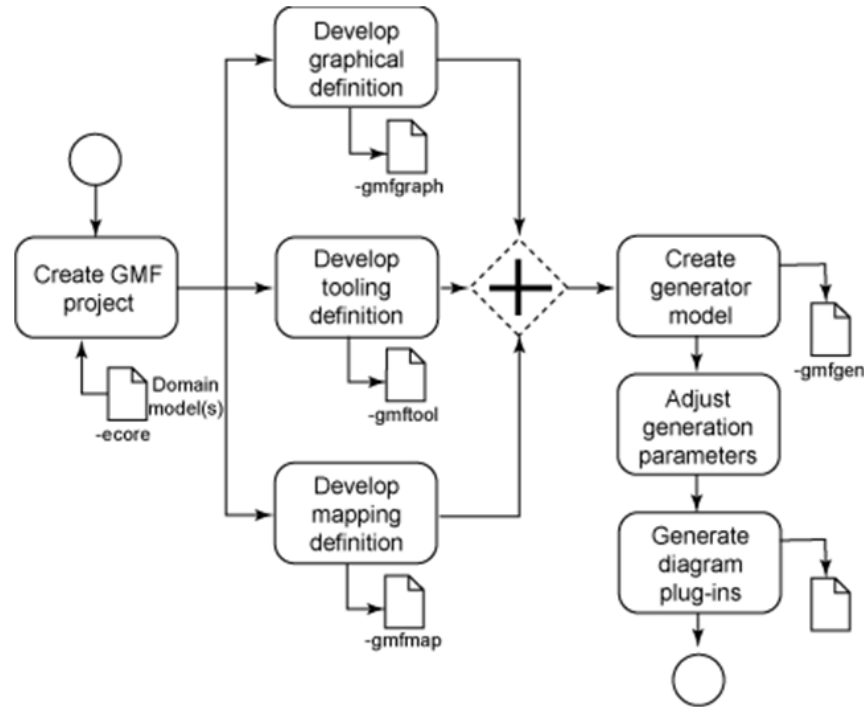 Develop
graphical
definition
-gmfgraph
Create GMF
project
Domain
model(s)
-ecore
Develop
tooling
definition
-gmftool
Develop
mapping
definition
-gmfmap
Create
generator
model
-gmfgen
Adjust
generation
parameters
Generate
diagram
plug-ins